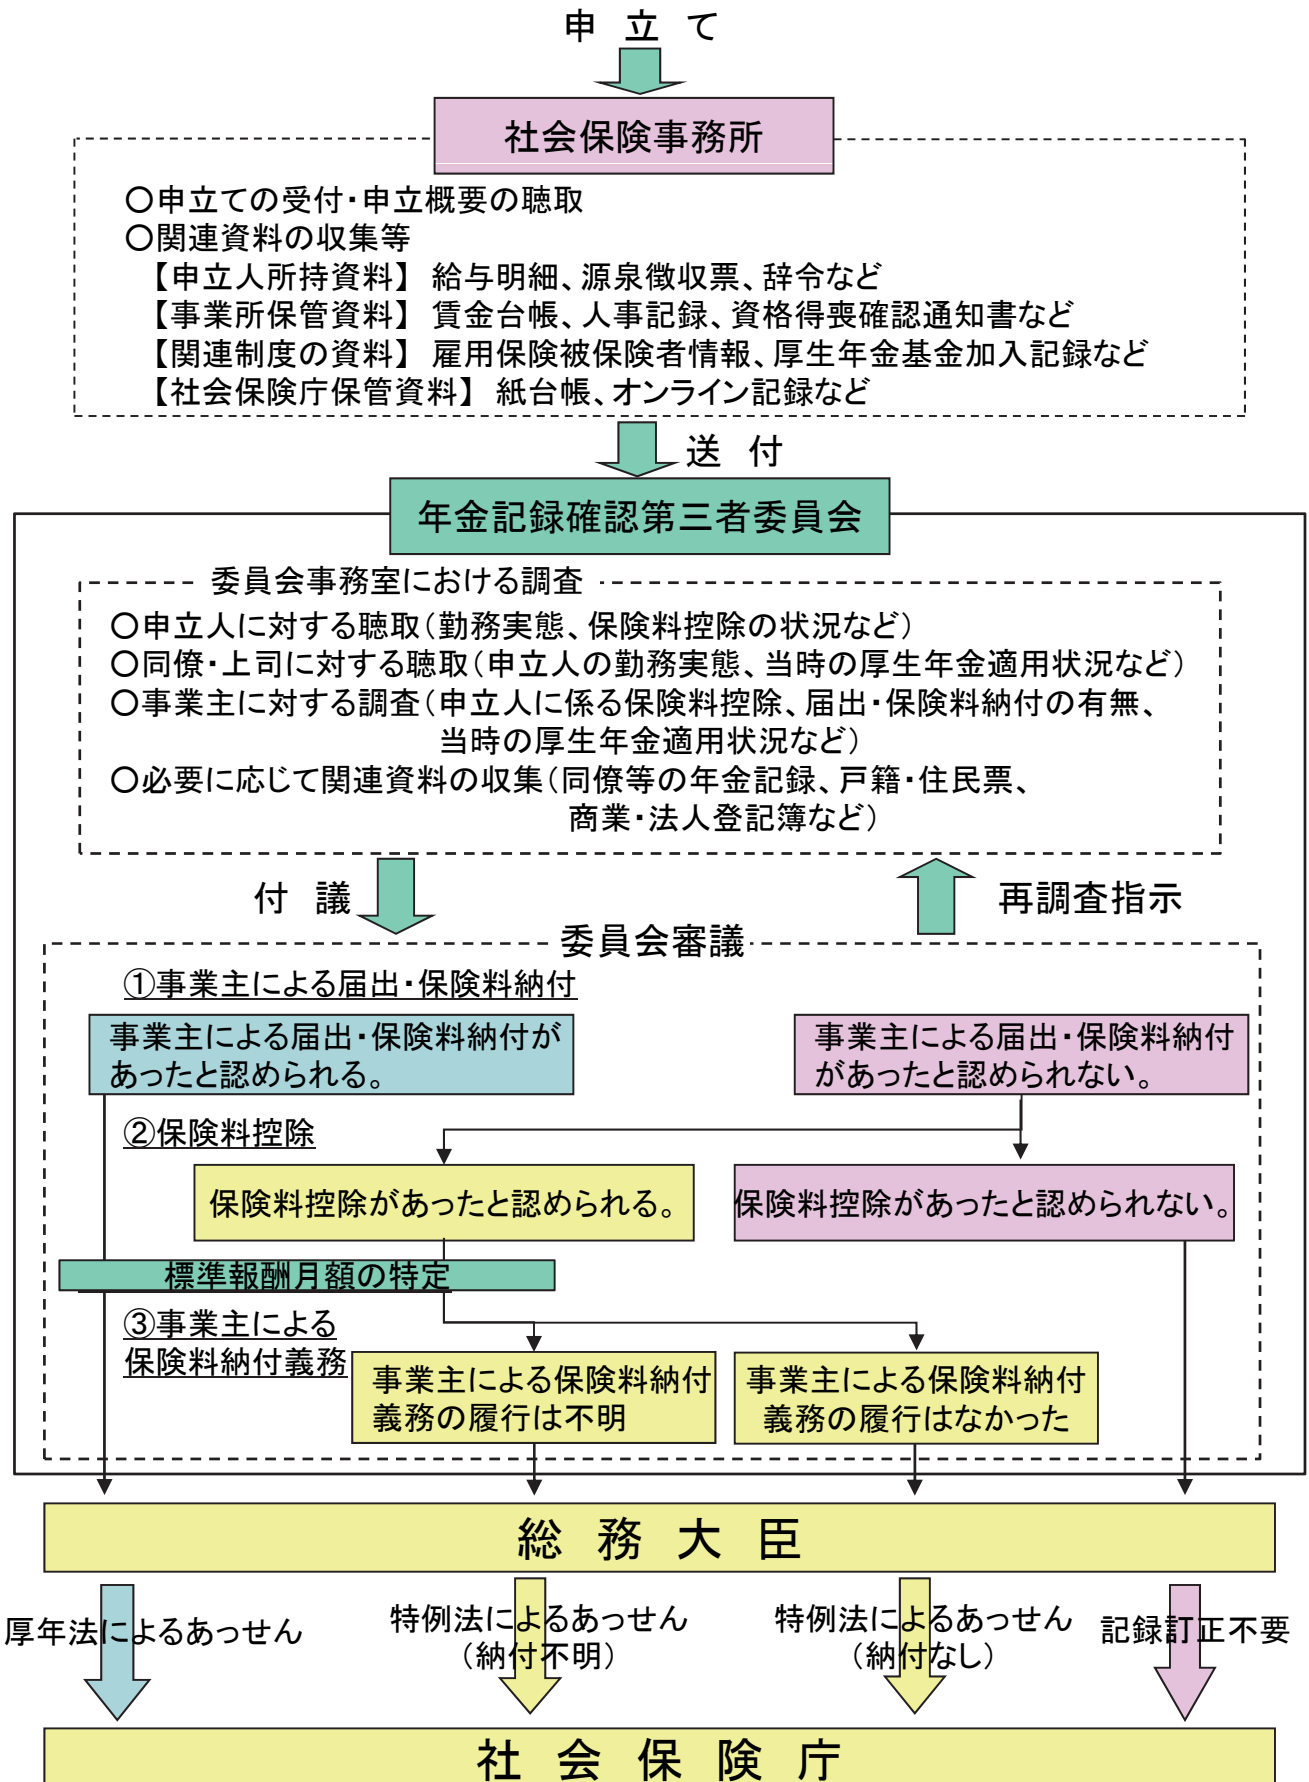 申 立 て
社会保険事務所
○申立ての受付・申立概要の聴取
○関連資料の収集等
【申立人所持資料】 給与明細、源泉徴収票、辞令など
【事業所保管資料】 賃金台帳、人事記録、資格得喪確認通知書など
【関連制度の資料】 雇用保険被保険者情報、厚生年金基金加入記録など
【社会保険庁保管資料】 紙台帳、オンライン記録など
送 付
年金記録確認第三者委員会
委員会事務室における調査
○申立人に対する聴取(勤務実態、保険料控除の状況など)
○同僚・上司に対する聴取(申立人の勤務実態、当時の厚生年金適用状況など)
○事業主に対する調査(申立人に係る保険料控除、届出・保険料納付の有無、
当時の厚生年金適用状況など)
○必要に応じて関連資料の収集(同僚等の年金記録、戸籍・住民票、
商業・法人登記簿など)
付 議
再調査指示
委員会審議
①事業主による届出・保険料納付
事業主による届出・保険料納付が
あったと認められる。
事業主による届出・保険料納付
があったと認められない。
②保険料控除
保険料控除があったと認められる。
保険料控除があったと認められない。
標準報酬月額の特定
③事業主による
保険料納付義務
事業主による保険料納付
義務の履行は不明
事業主による保険料納付
義務の履行はなかった
総 務 大 臣
厚年法によるあっせん
特例法によるあっせん
(納付不明)
特例法によるあっせん
(納付なし)
記録訂正不要
社 会 保 険 庁